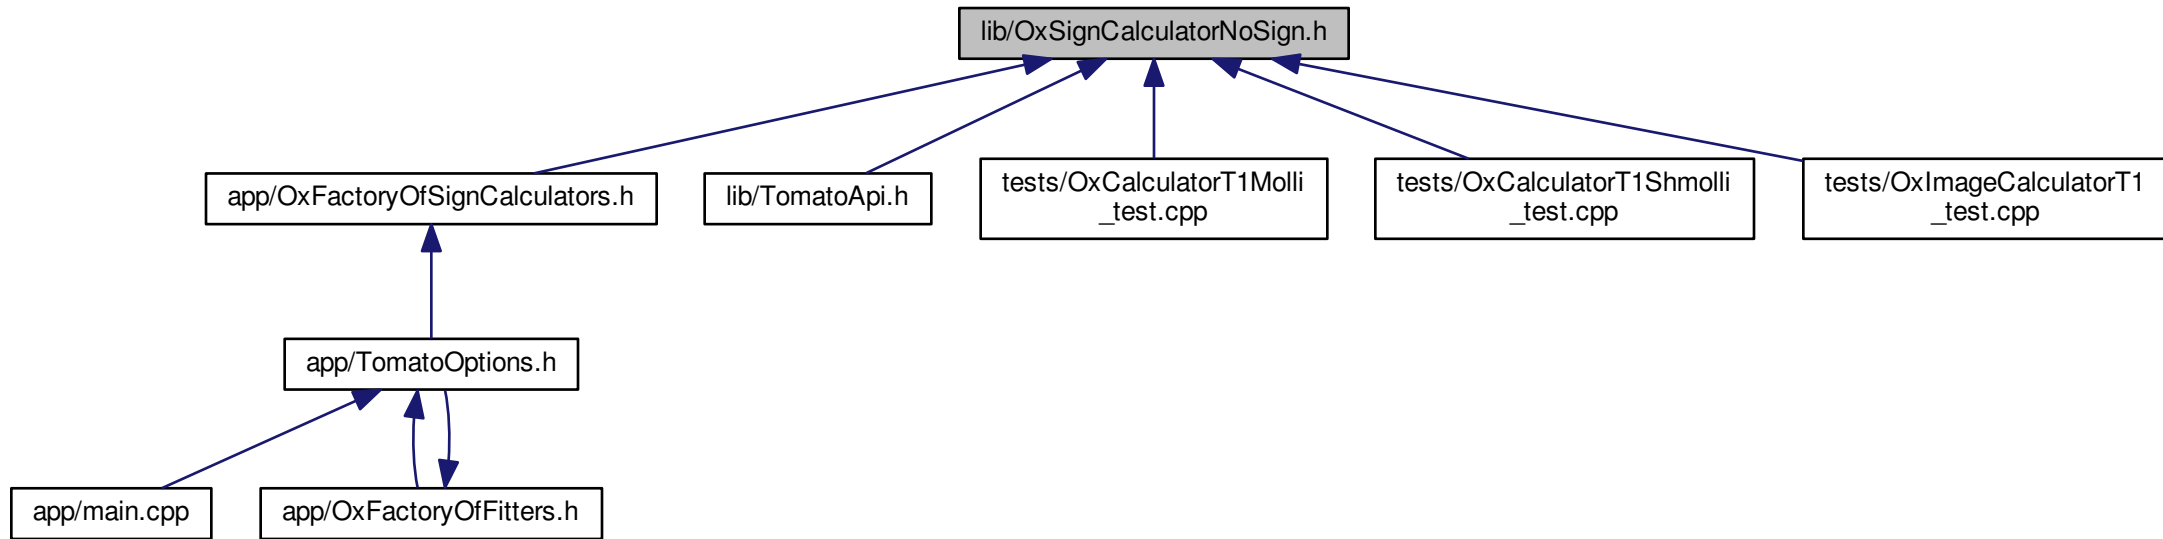 lib/OxSignCalculatorNoSign.h
app/OxFactoryOfSignCalculators.h
lib/TomatoApi.h
tests/OxCalculatorT1Molli
_test.cpp
tests/OxCalculatorT1Shmolli
_test.cpp
tests/OxImageCalculatorT1
_test.cpp
app/TomatoOptions.h
app/main.cpp
app/OxFactoryOfFitters.h